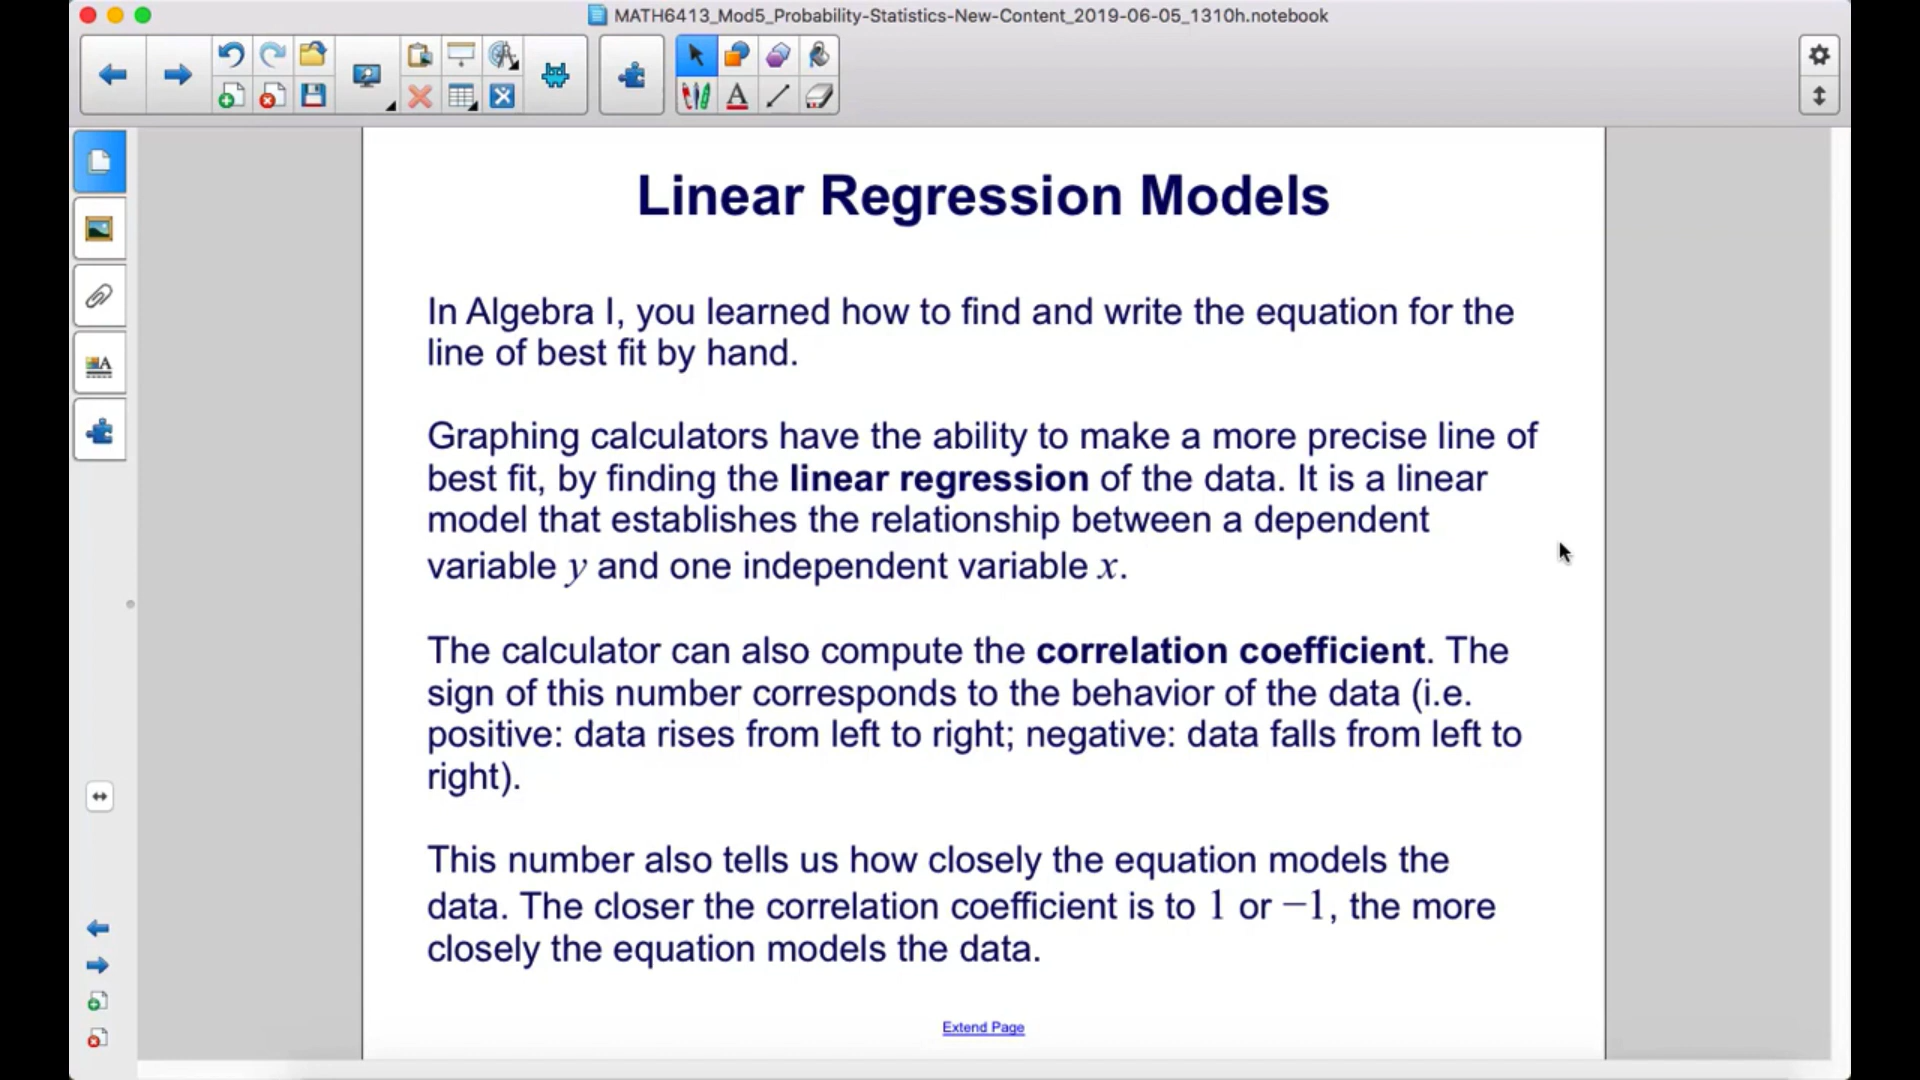 MATH6413_Mod5_Probability-Statistics-New-Content_2019-06-05_1310h.notebook
Linear Regression Models
In Algebra I, you learned how to find and write the equation for the
line of best fit by hand.
Graphing calculators have the ability to make a more precise line of
best fit, by finding the linear regression of the data. It is a linear
model that establishes the relationship between a dependent
variable y and one independent variable x.
The calculator can also compute the correlation coefficient. The
sign of this number corresponds to the behavior of the data (i.e.
positive: data rises from left to right; negative: data falls from left to
right).
This number also tells us how closely the equation models the
data. The closer the correlation coefficient is to 1 or −1, the more
closely the equation models the data.
Extend Page